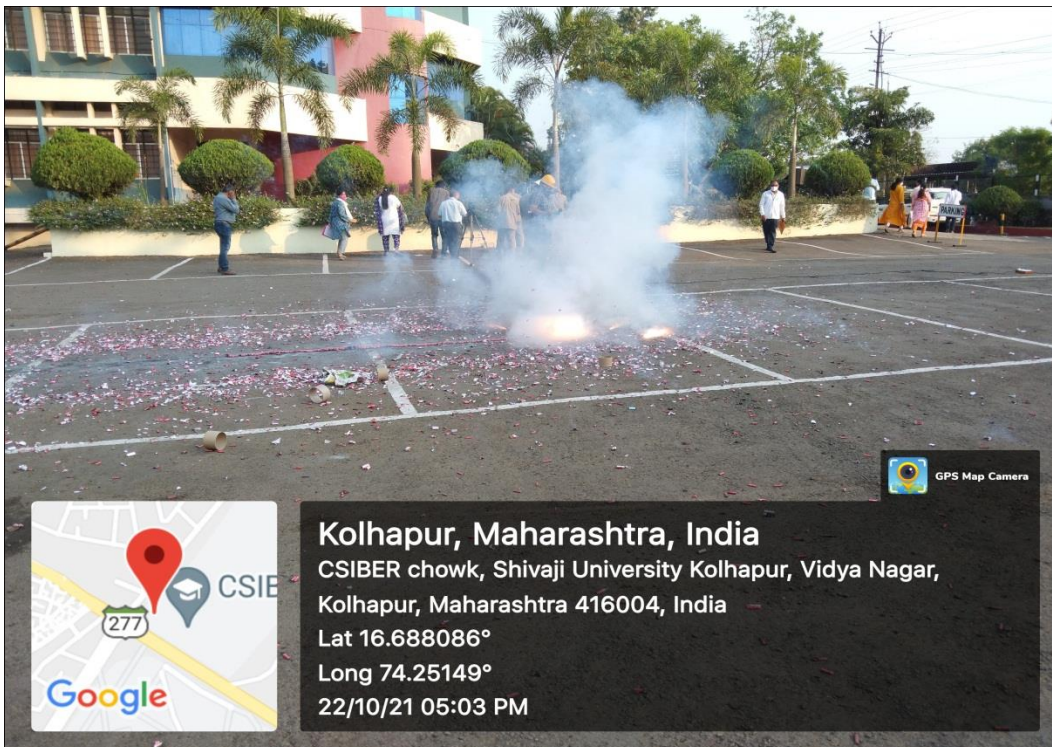 PARKING
GPS Map Camera
Kolhapur, Maharashtra, India
CSIBER chowk, Shivaji University Kolhapur, Vidya Nagar,
Kolhapur, Maharashtra 416004, India
Lat 16.688086°
Long 74.25149°
22/10/21 05:03 PM
CSIE
277
Google